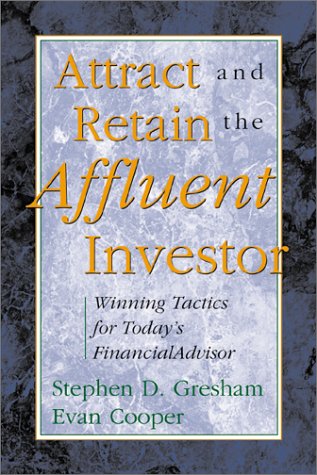 Attract and
Retain the
Affluent
Investor
Winning Tactics
for Today's
FinancialAdvisor
Stephen D. Gresham
Evan Cooper